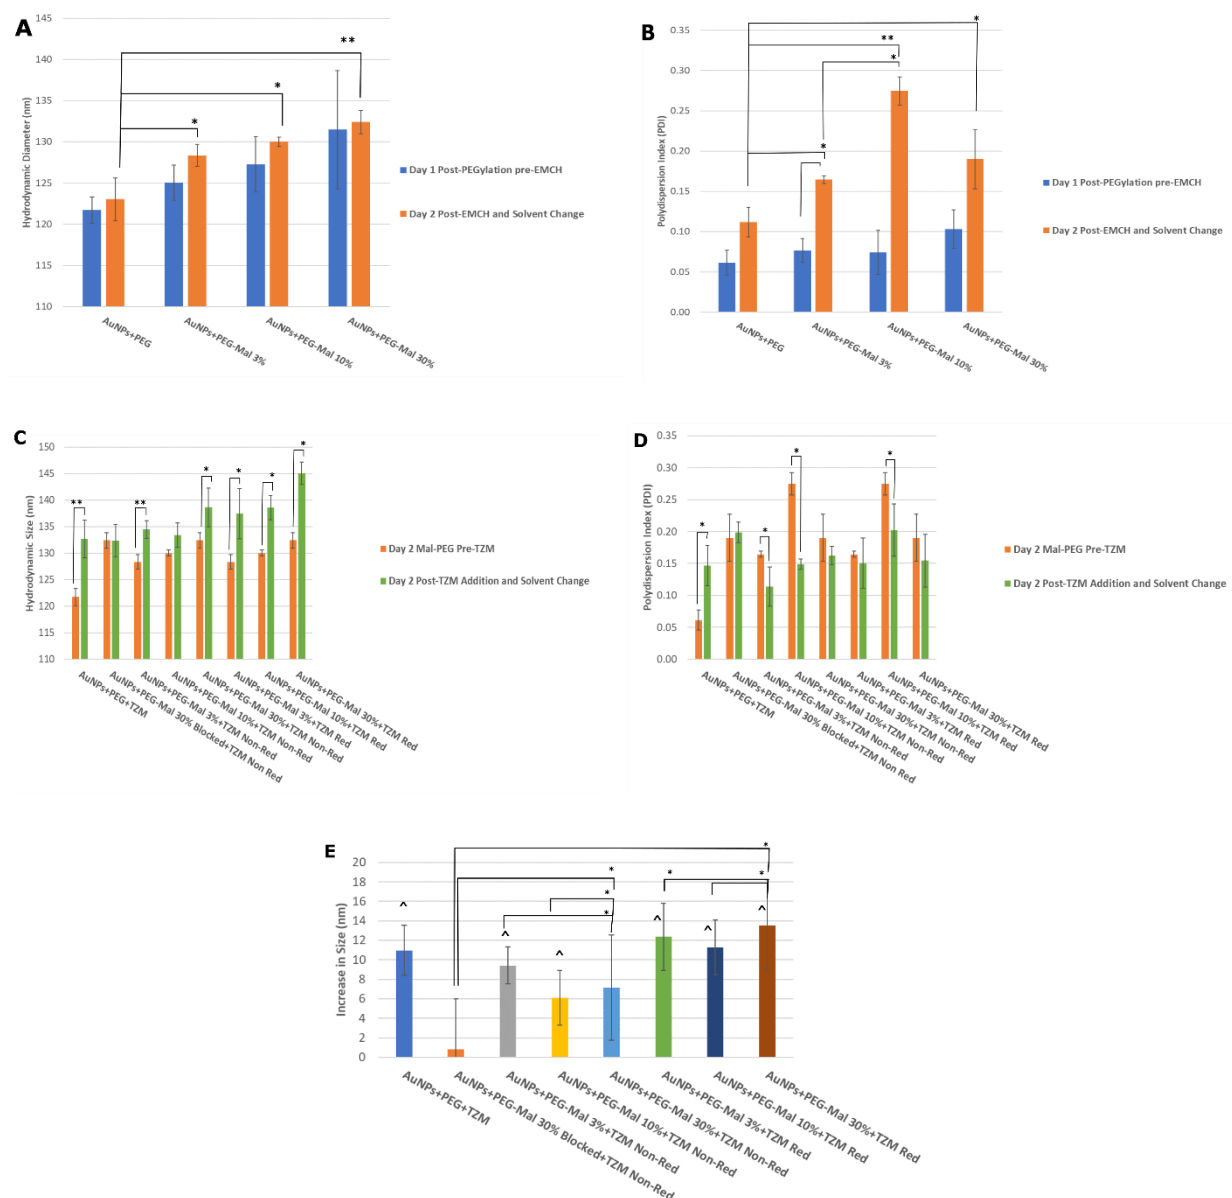 A
145
140
135
130
125
120
115
110
Hydrodynamic Diameter (nm)
**
*
*
AuNPs+PEG
AuNPs+PEG-Mal 3%
AuNPs+PEG-Mal 10%
AuNPs+PEG-Mal 30%
Day 1 Post-PEGylation pre-EMCH
Day 2 Post-EMCH and Solvent Change
B
0.35
0.30
0.25
0.20
0.15
0.10
0.05
0.00
Polydispersion Index (PDI)
*
**
*
*
AuNPs+PEG
AuNPs+PEG-Mal 3%
AuNPs+PEG-Mal 10%
AuNPs+PEG-Mal 30%
Day 1 Post-PEGylation pre-EMCH
Day 2 Post-EMCH and Solvent Change
C
150
145
140
135
130
125
120
115
110
Hydrodynamic Size (nm)
**
**
*
*
*
*
AuNPs+PEG+TZM
AuNPs+PEG-Mal 30% Blocked+TZM Non Red
AuNPs+PEG-Mal 3%+TZM Non-Red
AuNPs+PEG-Mal 10%+TZM Non-Red
AuNPs+PEG-Mal 30%+TZM Non-Red
AuNPs+PEG-Mal 3%+TZM Red
AuNPs+PEG-Mal 10%+TZM Red
AuNPs+PEG-Mal 30%+TZM Red
Day 2 Mal-PEG Pre-TZM
Day 2 Post-TZM Addition and Solvent Change
D
0.35
0.30
0.25
0.20
0.15
0.10
0.05
0.00
Polydispersion Index (PDI)
*
*
*
*
AuNPs+PEG+TZM
AuNPs+PEG-Mal 30% Blocked+TZM Non Red
AuNPs+PEG-Mal 3%+TZM Non-Red
AuNPs+PEG-Mal 10%+TZM Non-Red
AuNPs+PEG-Mal 30%+TZM Non-Red
AuNPs+PEG-Mal 3%+TZM Red
AuNPs+PEG-Mal 10%+TZM Red
AuNPs+PEG-Mal 30%+TZM Red
Day 2 Mal-PEG Pre-TZM
Day 2 Post-TZM Addition and Solvent Change
E
20
18
16
14
12
10
8
6
4
2
0
Increase in Size (nm)
*
*
*
*
*
*
^
^
^
^
^
^
AuNPs+PEG+TZM
AuNPs+PEG-Mal 30% Blocked+TZM Non-Red
AuNPs+PEG-Mal 3%+TZM Non-Red
AuNPs+PEG-Mal 10%+TZM Non-Red
AuNPs+PEG-Mal 30%+TZM Non-Red
AuNPs+PEG-Mal 3%+TZM Red
AuNPs+PEG-Mal 10%+TZM Red
AuNPs+PEG-Mal 30%+TZM Red